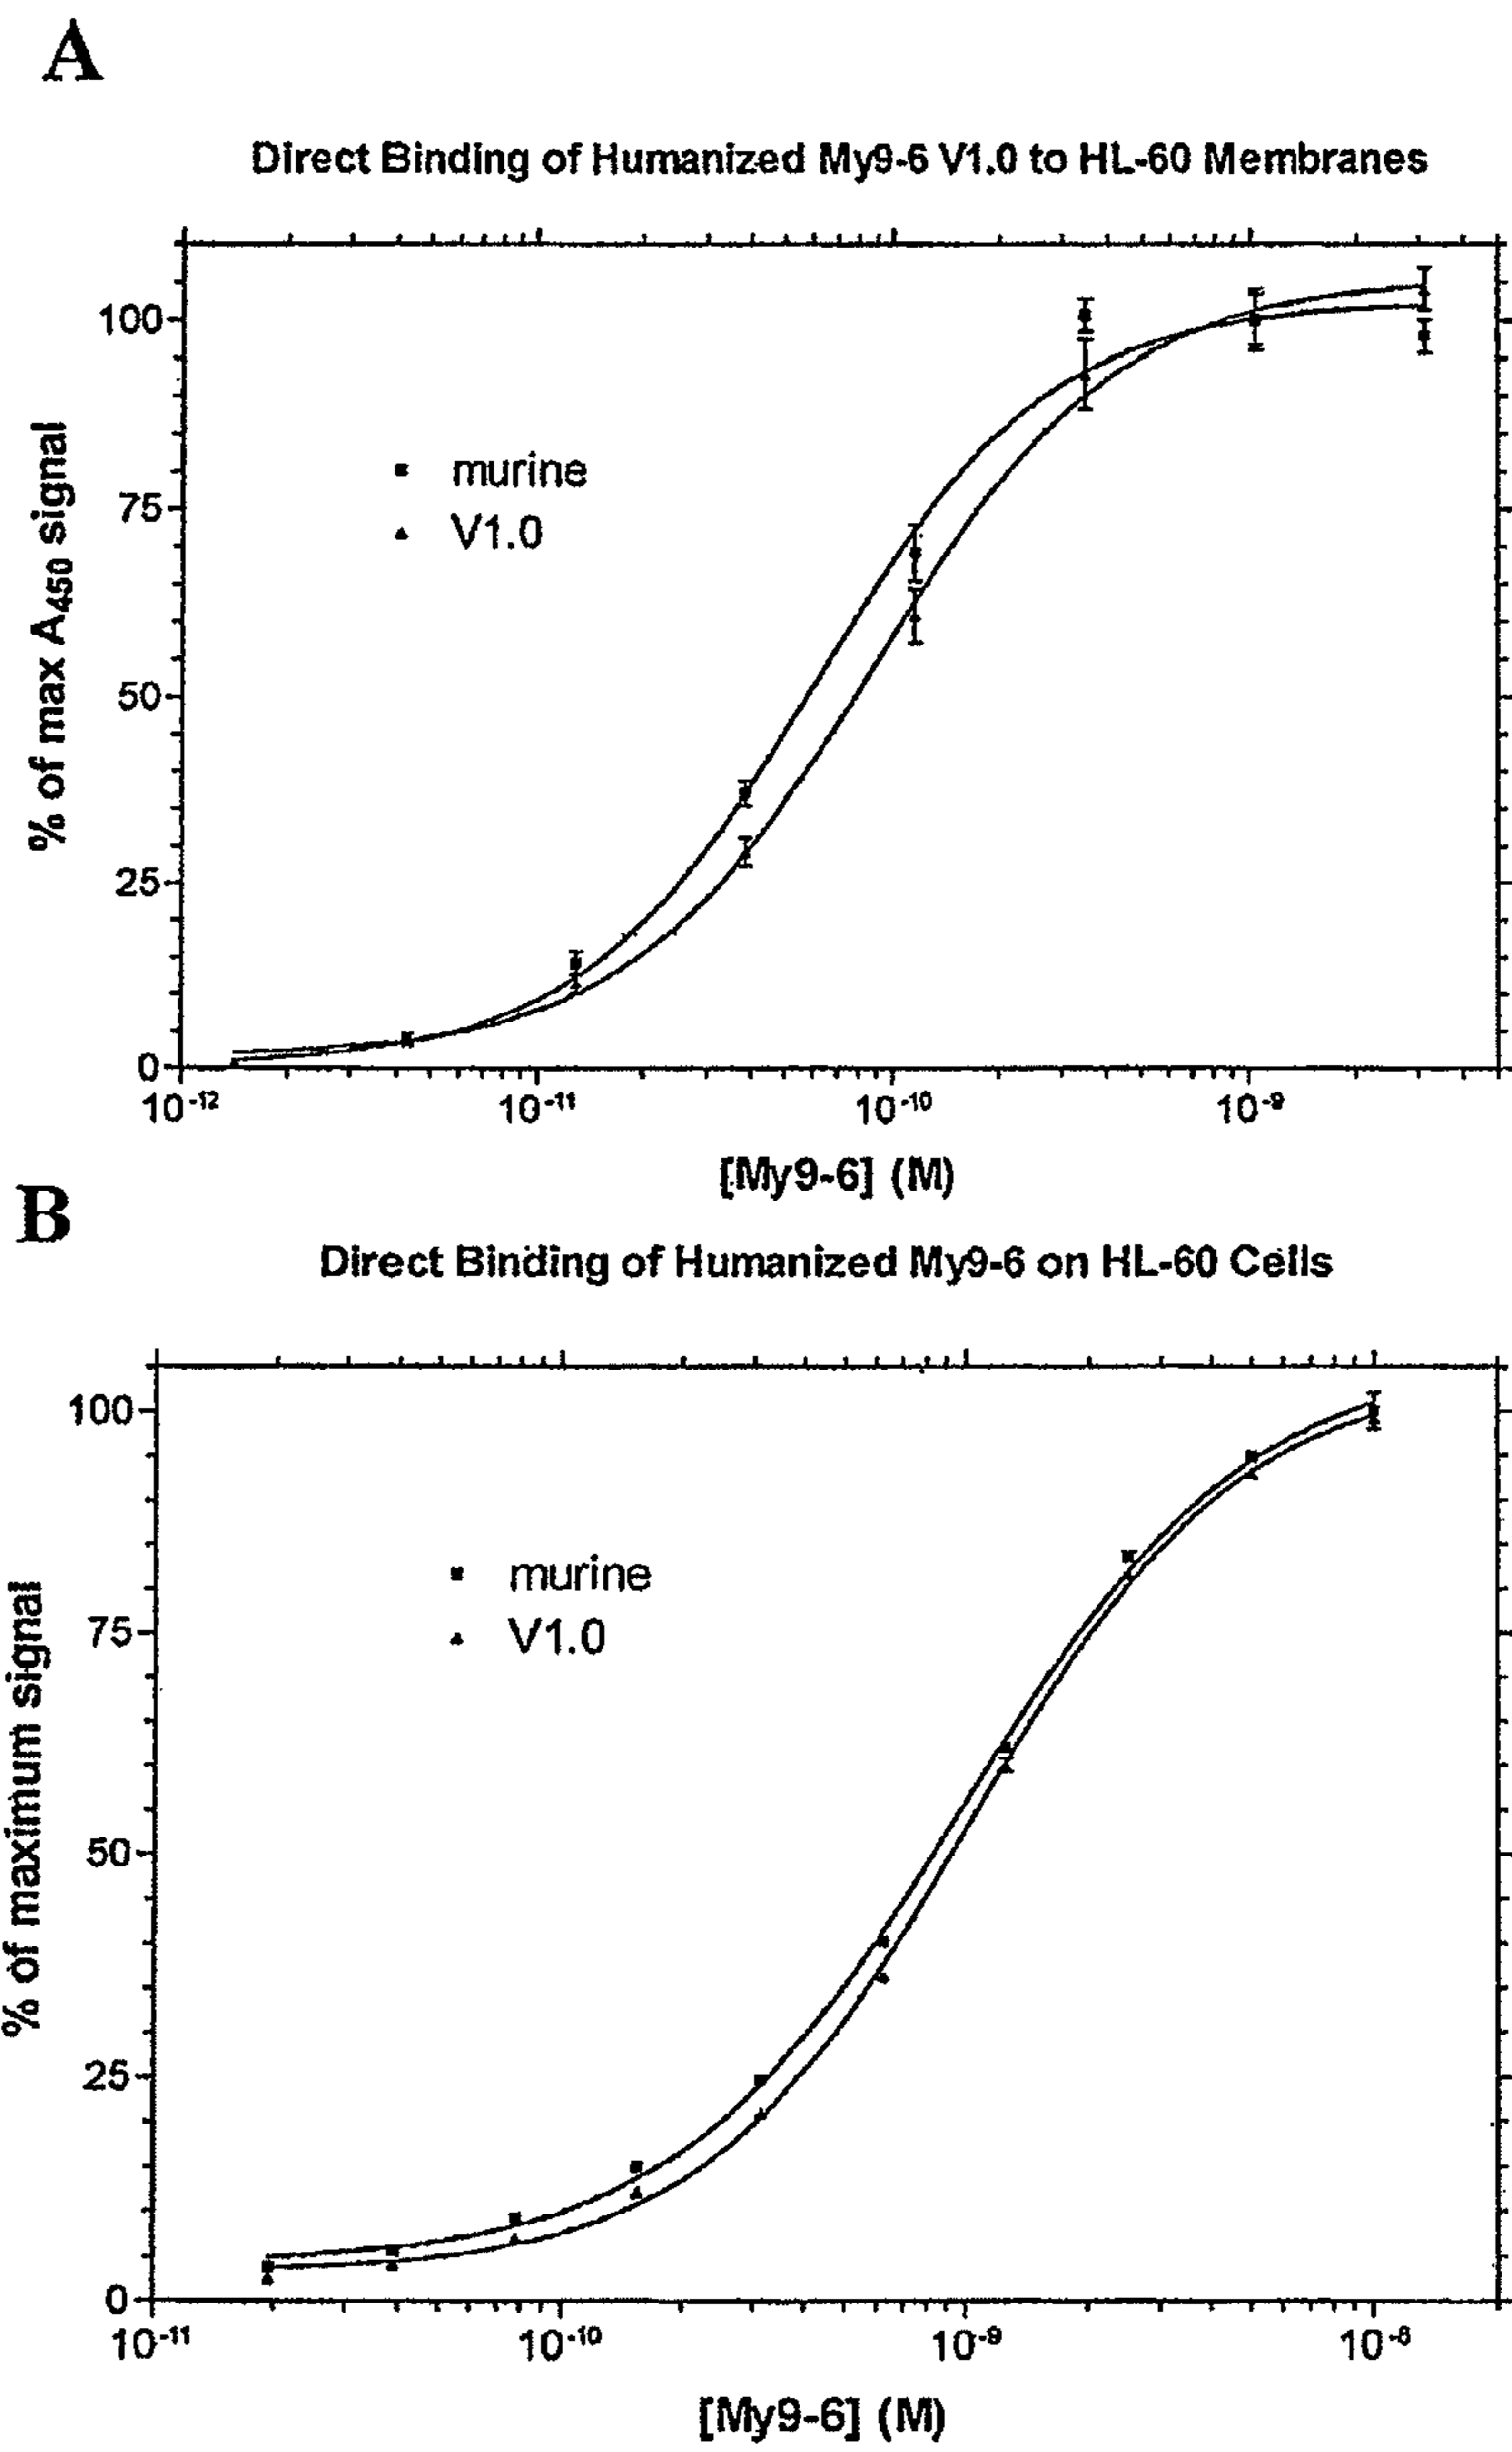 A
Direct Binding of Humanized My9-6 V1.0 to HL-60 Membranes
% of max A450 signal
100
75
50
25
0
murine
V1.0
10-12 10-11 10-10 10-9
[My9-6] (M)
B
Direct Binding of Humanized My9-6 on HL-60 Cells
% of maximum signal
100
75
50
25
0
murine
V1.0
10-11 10-10 10-9 10-8
[My9-6] (M)